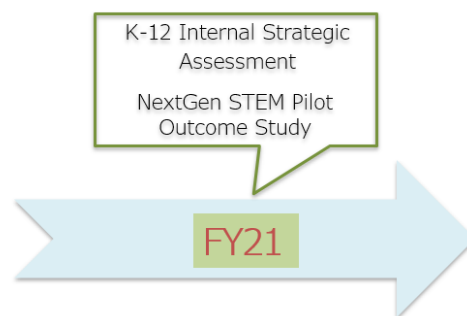 K-12 Internal Strategic
Assessment
NextGen STEM Pilot
Outcome Study
FY21